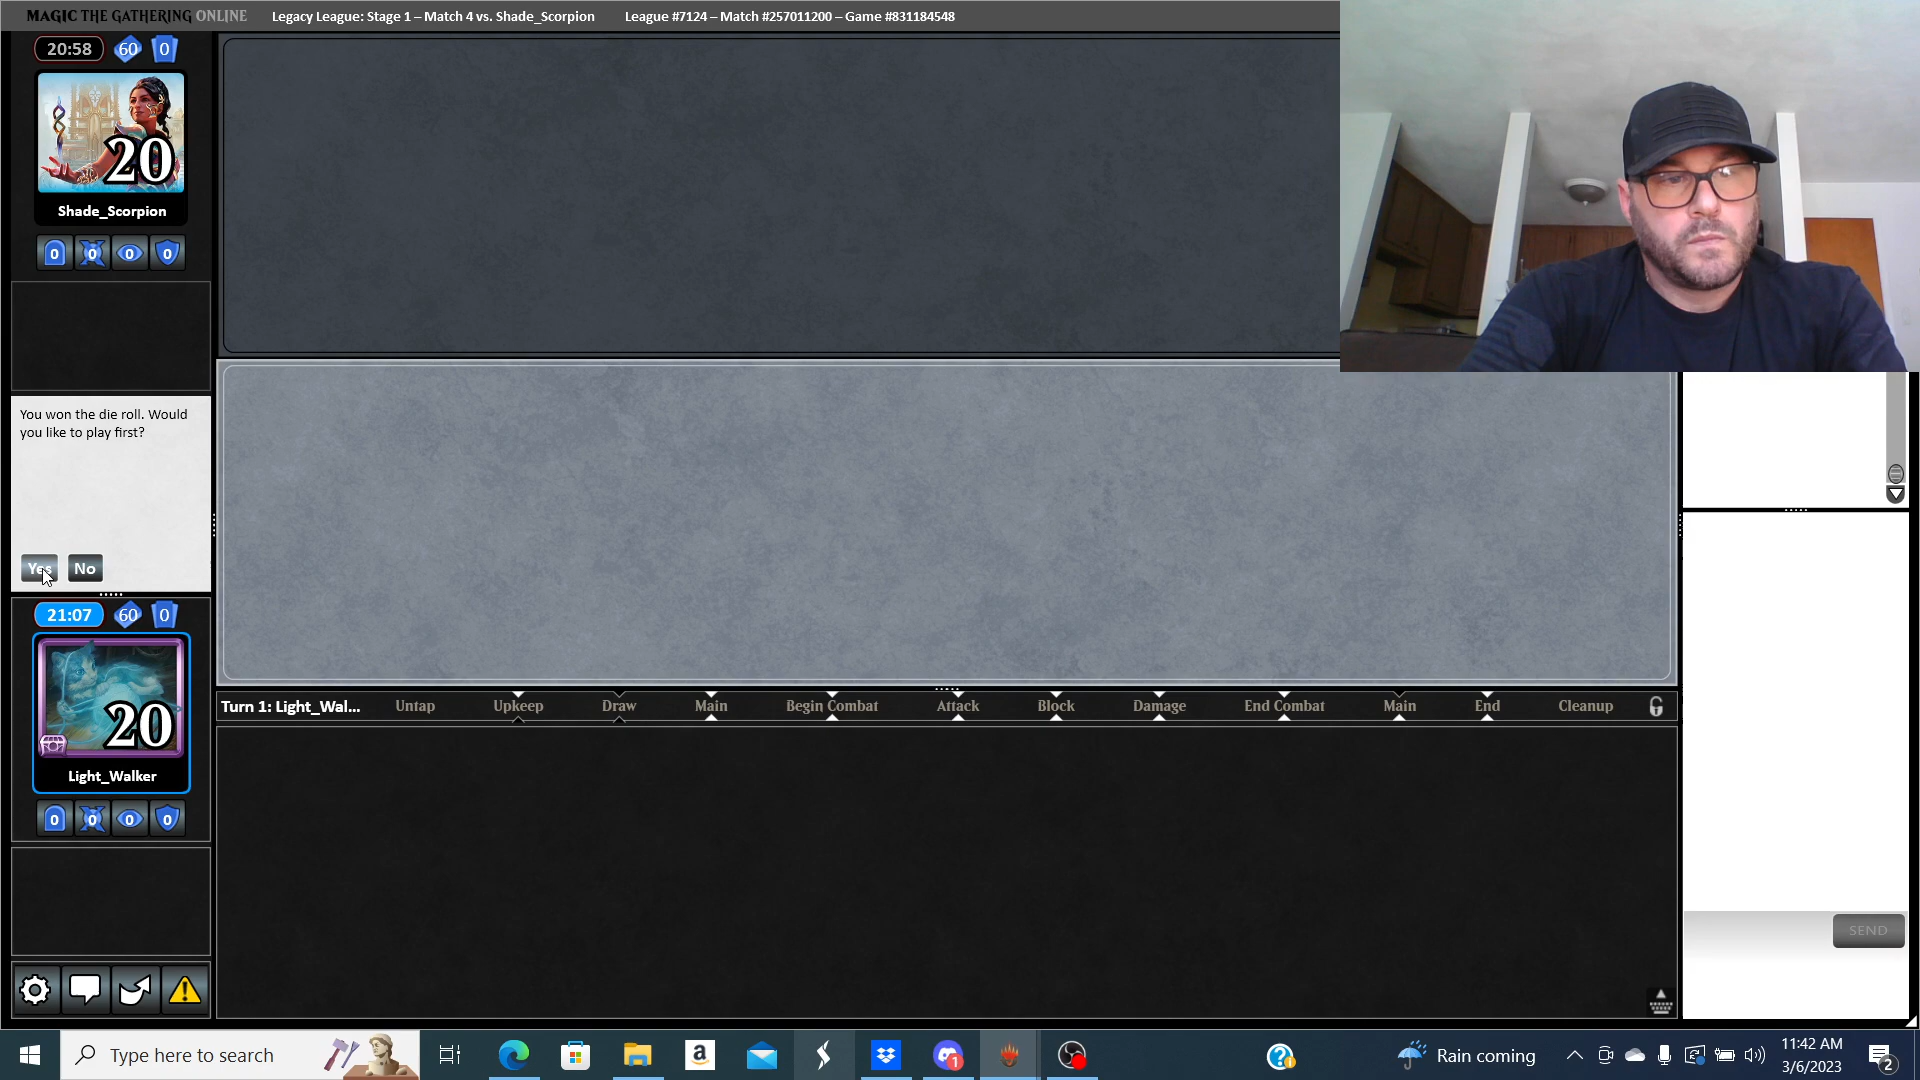 MAGIC THE GATHERING ONLINE
Legacy League: Stage 1 – Match 4 vs. Shade_Scorpion
League #7124 – Match #257011200 – Game #831184548
20:58
60
0
20
Shade_Scorpion
0
0
0
0
You won the die roll. Would
you like to play first?
Yes
No
21:07
60
0
20
Light_Walker
0
0
0
0
Turn 1: Light_Wal...
Untap
Upkeep
Draw
Main
Begin Combat
Attack
Block
Damage
End Combat
Main
End
Cleanup
SEND
Type here to search
a
1
Rain coming
11:42 AM
3/6/2023
2